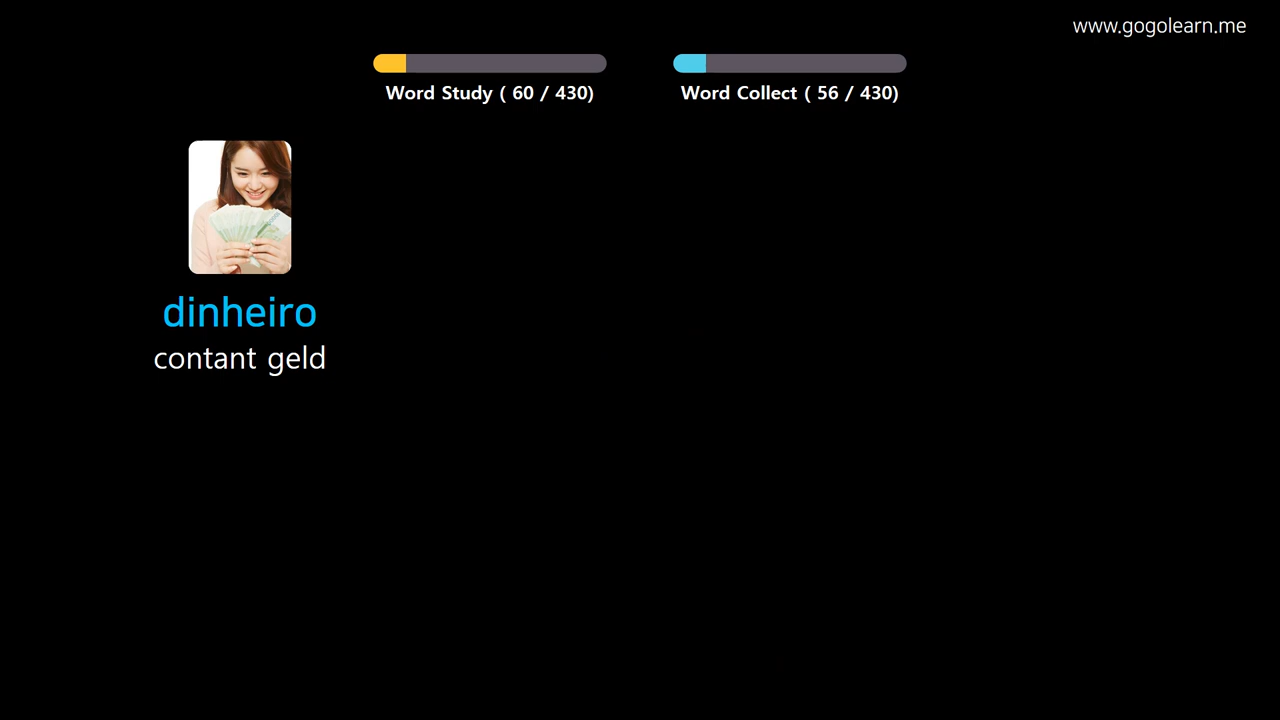 www.gogolearn.me
Word Study ( 60 / 430)
Word Collect ( 56 / 430)
dinheiro
contant geld